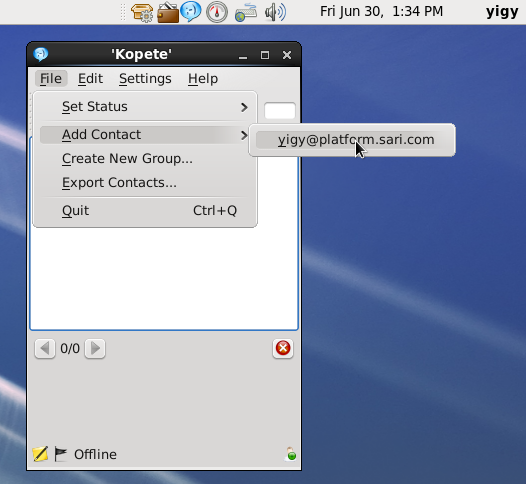 Fri Jun 30, 1:34 PM yigy
'Kopete'
File Edit Settings Help
Set Status
Add Contact
yigy@platform.sari.com
Create New Group...
Export Contacts...
Quit Ctrl+Q
0/0
Offline